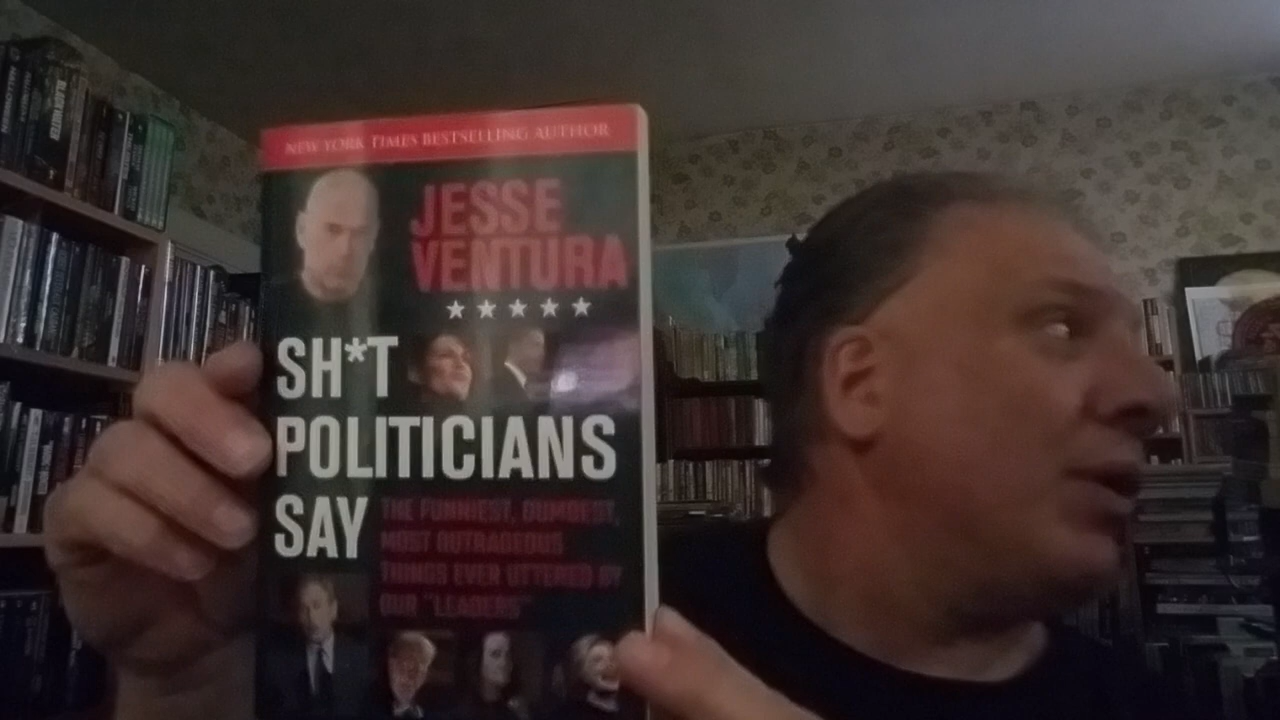 NEW YORK TIMES BESTSELLING AUTHOR
JESSE
VENTURA
SH*T
POLITICIANS
SAY
THE FUNNIEST, DUMBEST,
MOST OUTRAGEOUS
THINGS EVER UTTERED BY
OUR "LEADERS"